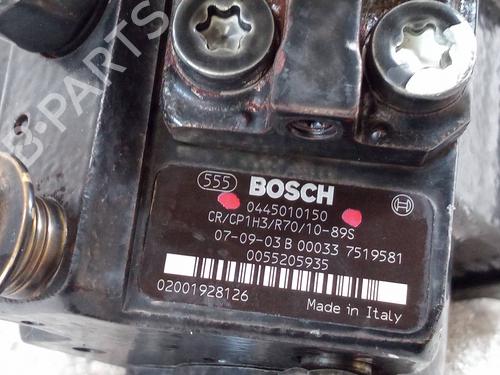 B-PARTS
555 BOSCH
0445010150
CR/CP1H3/R70/10-89S
07-09-03 B 00033 7519581
0055205935
02001928126 Made in Italy